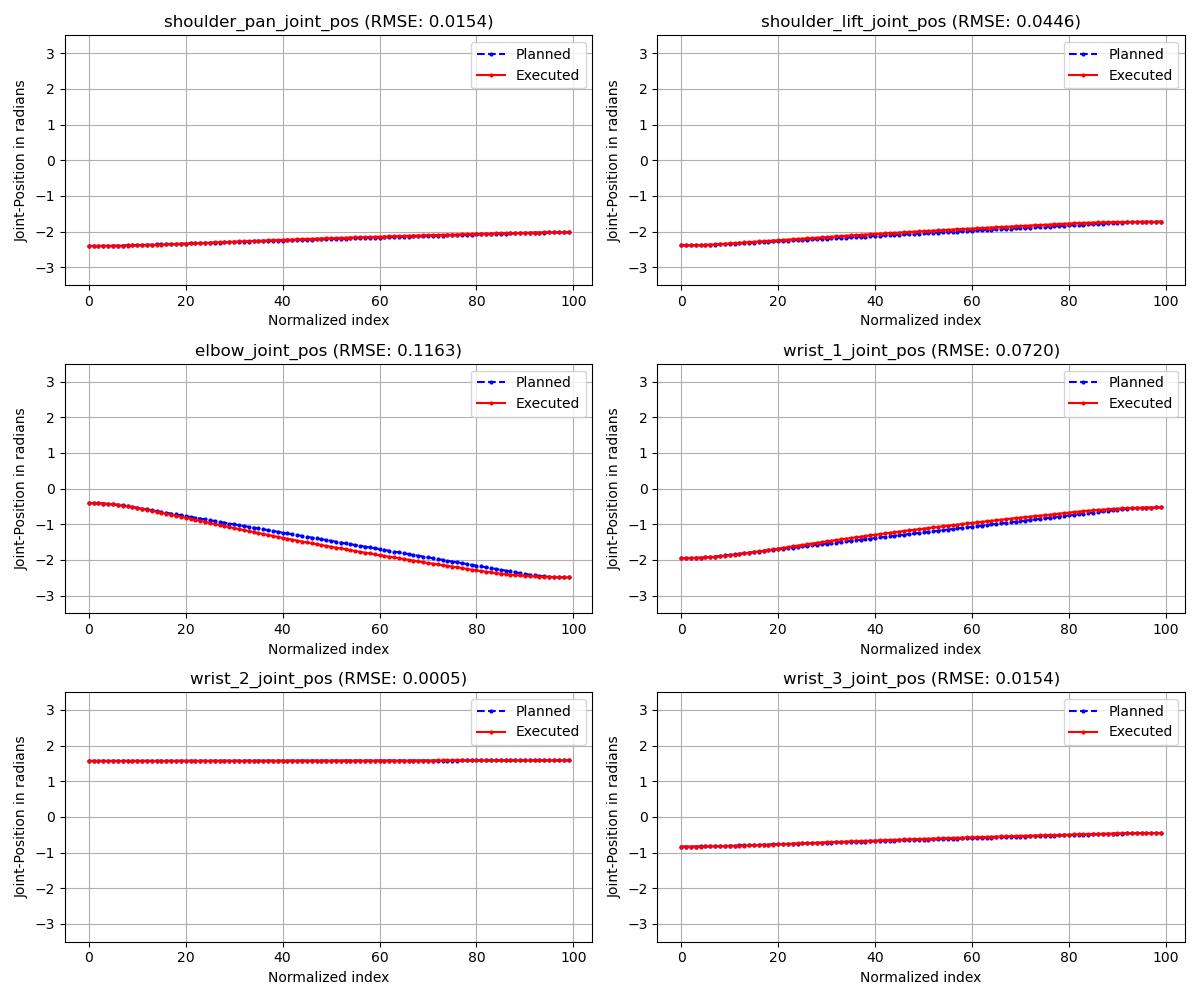 shoulder_pan_joint_pos (RMSE: 0.0154)
Joint-Position in radians
3
2
1
0
−1
−2
−3
Planned
Executed
0 20 40 60 80 100
Normalized index
shoulder_lift_joint_pos (RMSE: 0.0446)
Joint-Position in radians
3
2
1
0
−1
−2
−3
Planned
Executed
0 20 40 60 80 100
Normalized index
elbow_joint_pos (RMSE: 0.1163)
Joint-Position in radians
3
2
1
0
−1
−2
−3
Planned
Executed
0 20 40 60 80 100
Normalized index
wrist_1_joint_pos (RMSE: 0.0720)
Joint-Position in radians
3
2
1
0
−1
−2
−3
Planned
Executed
0 20 40 60 80 100
Normalized index
wrist_2_joint_pos (RMSE: 0.0005)
Joint-Position in radians
3
2
1
0
−1
−2
−3
Planned
Executed
0 20 40 60 80 100
Normalized index
wrist_3_joint_pos (RMSE: 0.0154)
Joint-Position in radians
3
2
1
0
−1
−2
−3
Planned
Executed
0 20 40 60 80 100
Normalized index